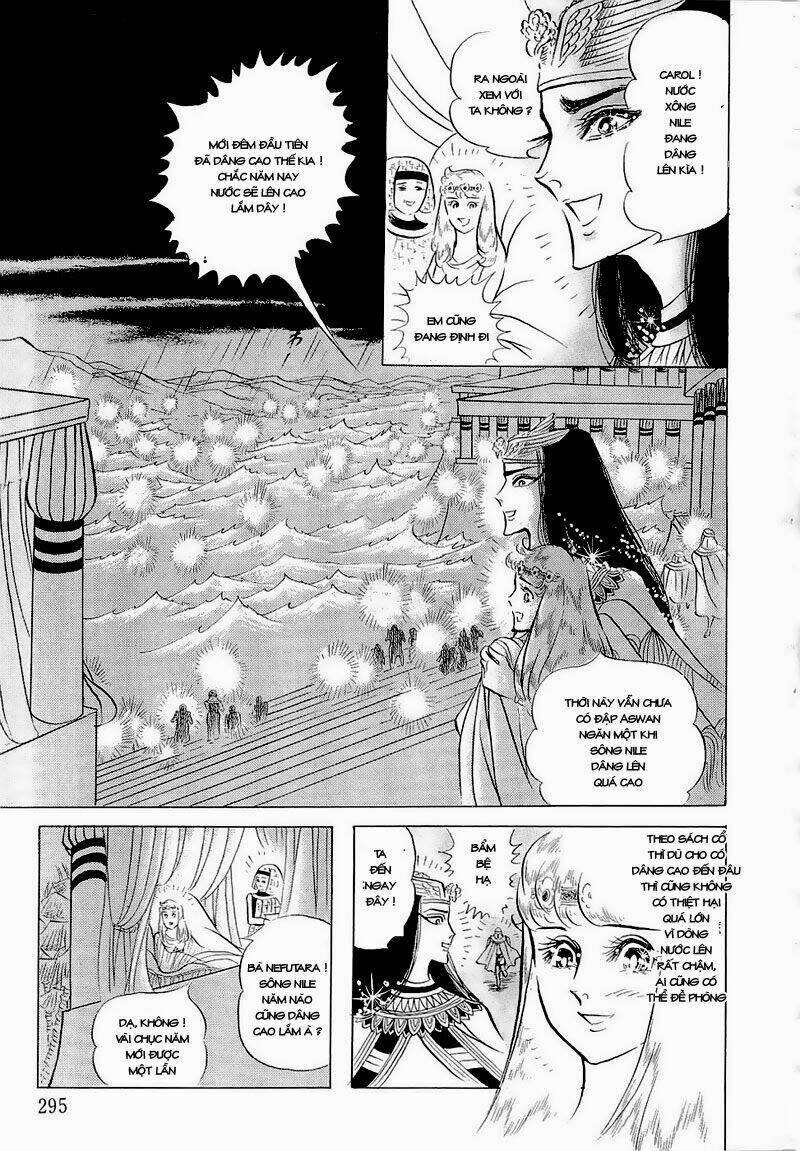 CAROL !
NƯỚC
XÔNG
NILE
ĐANG
DÂNG
LÊN KÌA !
RA NGOÀI
XEM VỚI
TA KHÔNG ?
EM CŨNG
ĐANG ĐỊNH ĐI
MỚI ĐÊM ĐẦU TIÊN
ĐÃ DÂNG CAO THẾ KIA !
CHẮC NĂM NAY
NƯỚC SẼ LÊN CAO
LẮM DÂY !
THỜI NÀY VẪN CHƯA
CÓ ĐẬP ASWAN
NGĂN MỘT KHI
SÔNG NILE
DÂNG LÊN
QUÁ CAO
THEO SÁCH CỔ
THÌ DÙ CHO CÓ
DÂNG CAO ĐẾN ĐÂU
THÌ CŨNG KHÔNG
CÓ THIỆT HẠI
QUÁ LỚN
VÌ DÒNG
NƯỚC LÊN
RẤT CHẬM,
AI CŨNG CÓ
THỂ ĐỀ PHÒNG
BẨM
BỆ
HẠ
TA
ĐẾN
NGAY
ĐÂY !
BÀ NEFUTARA !
SÔNG NILE
NĂM NÀO
CŨNG DÂNG
CAO LẮM À ?
DẠ, KHÔNG !
VÀI CHỤC NĂM
MỚI ĐƯỢC
MỘT LẦN
295